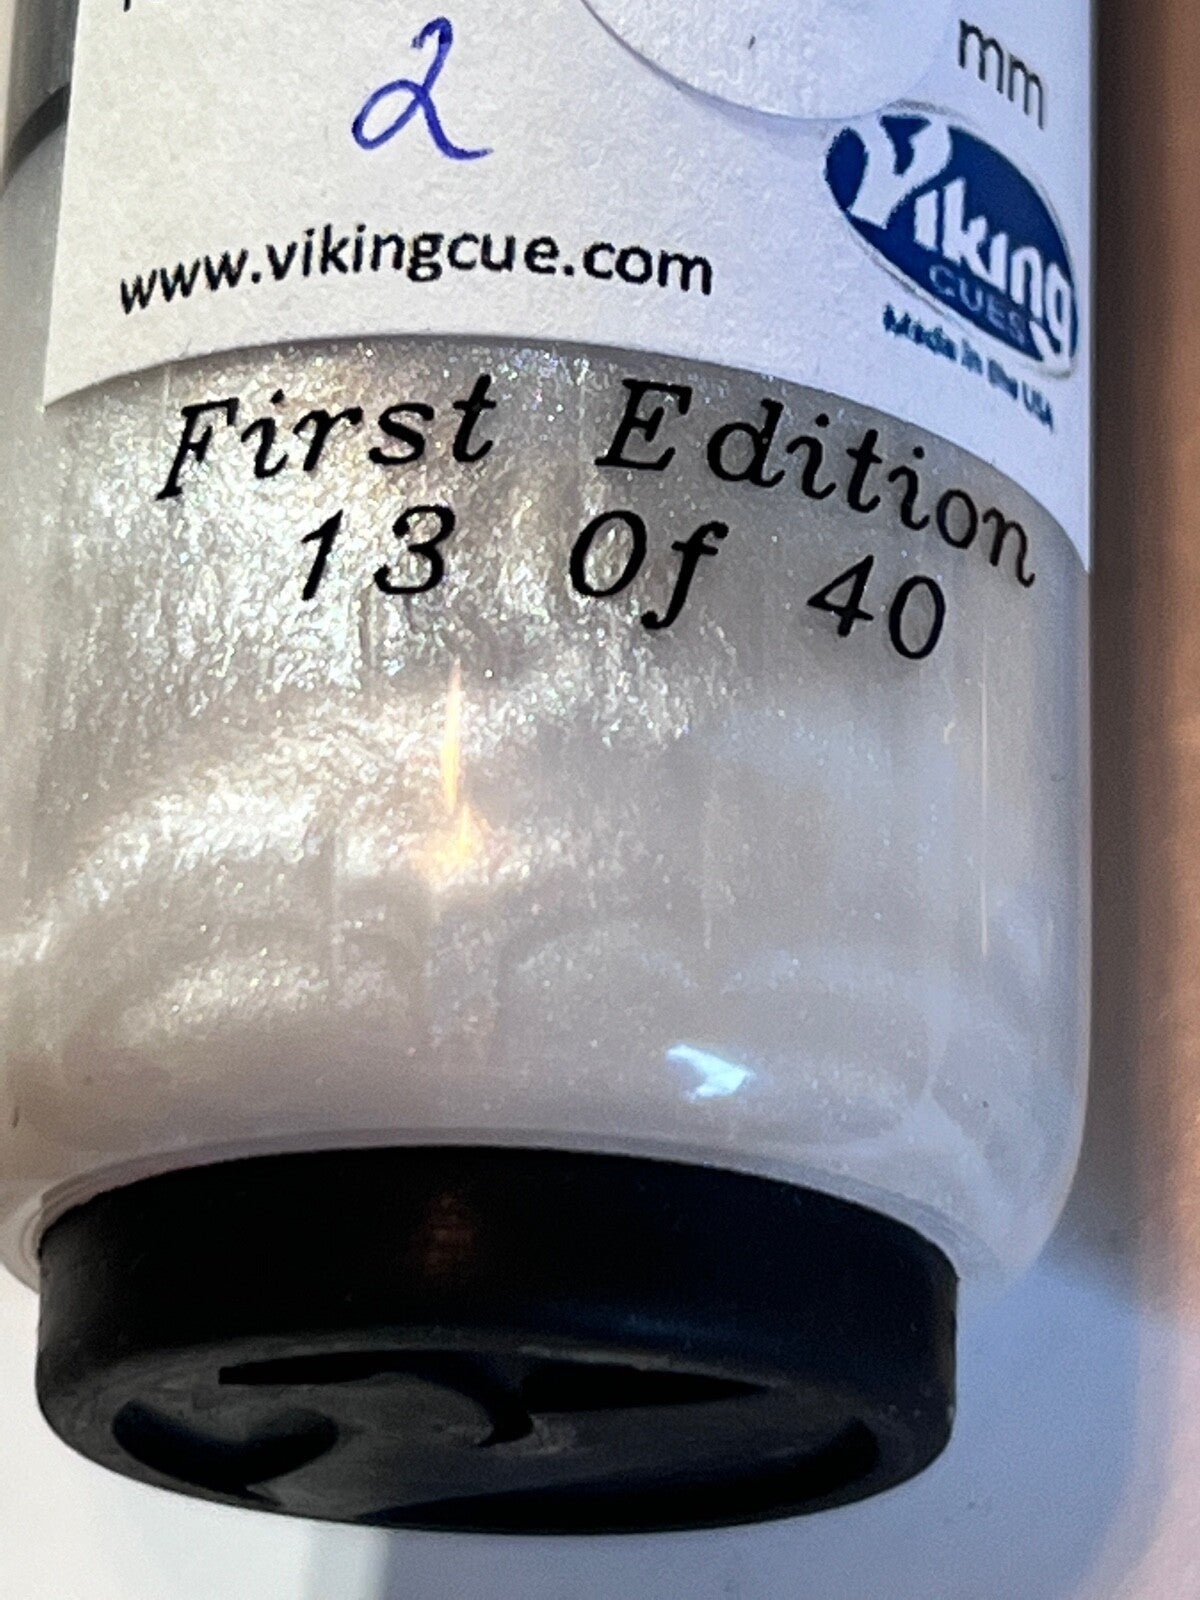 2
mm
Viking
CUES
Made in the USA
www.vikingcue.com
First Edition
13 Of 40